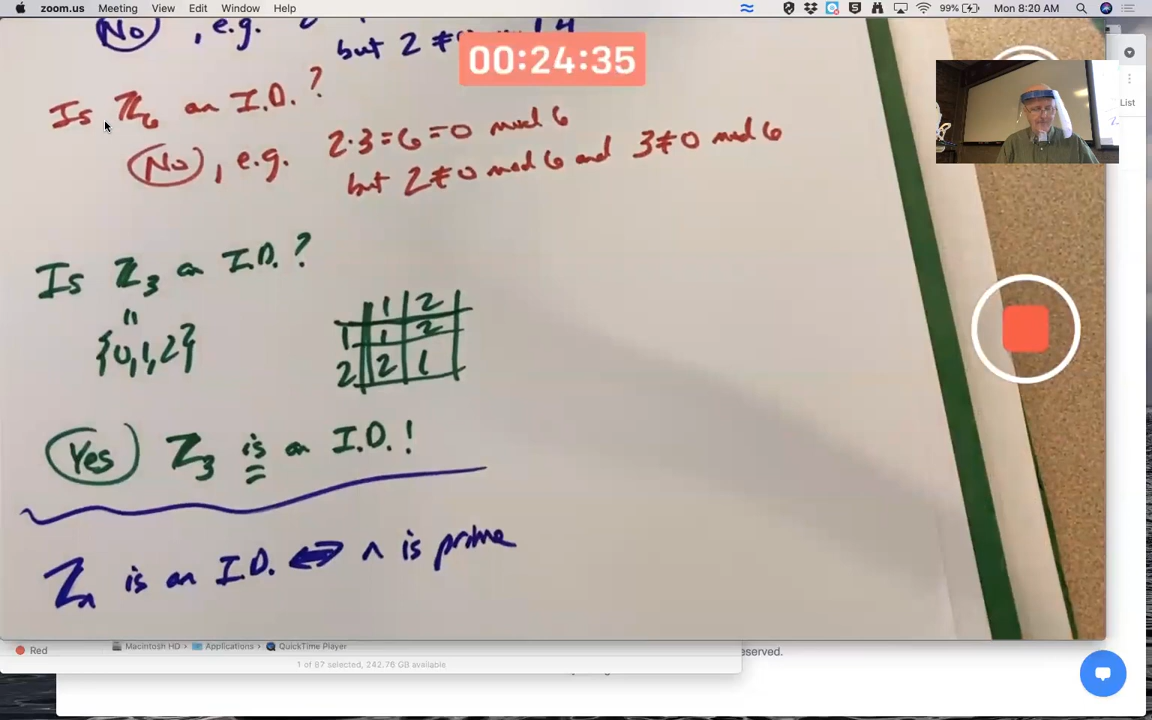 zoom.us Meeting View Edit Window Help 99% Mon 8:20 AM
No , e.g.
but 2 ≠
00:24:35
List
Is ℤ₆ an I.D.?
No , e.g. 2·3=6=0 mod 6
but 2≠0 mod 6 and 3≠0 mod 6
Is ℤ₃ an I.D.?
"
{0,1,2}
1 2
1 1 2
2 2 1
Yes ℤ₃ is an I.D.!
ℤₙ is an I.D. ⟺ n is prime
Red
Macintosh HD › Applications › QuickTime Player
1 of 87 selected, 242.76 GB available
eserved.